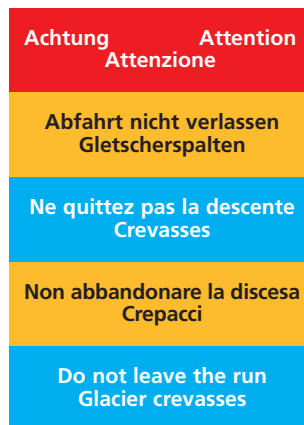 Achtung Attention
Attenzione
Abfahrt nicht verlassen
Gletscherspalten
Ne quittez pas la descente
Crevasses
Non abbandonare la discesa
Crepacci
Do not leave the run
Glacier crevasses